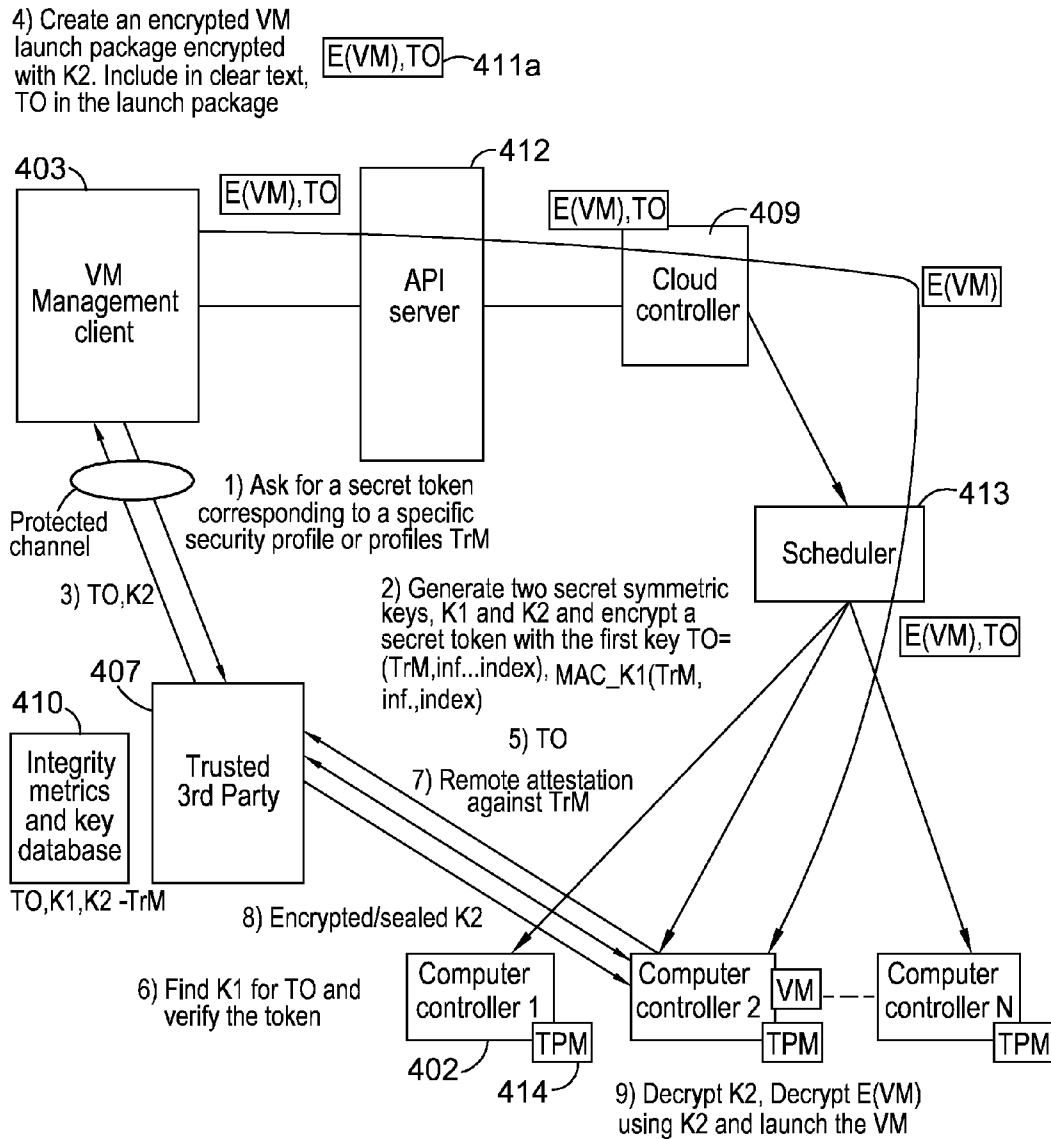 4) Create an encrypted VM
launch package encrypted
with K2. Include in clear text,
TO in the launch package
E(VM),TO
411a
403
412
E(VM),TO
E(VM),TO
409
VM
Management
client
API
server
Cloud
controller
E(VM)
Protected
channel
1) Ask for a secret token
corresponding to a specific
security profile or profiles TrM
413
Scheduler
3) TO,K2
2) Generate two secret symmetric
keys, K1 and K2 and encrypt a
secret token with the first key TO=
(TrM,inf...index), MAC_K1(TrM,
inf.,index)
E(VM),TO
407
410
Integrity
metrics
and key
database
Trusted
3rd Party
5) TO
7) Remote attestation
against TrM
TO,K1,K2 -TrM
8) Encrypted/sealed K2
6) Find K1 for TO and
verify the token
Computer
controller 1
TPM
Computer
controller 2
VM
TPM
Computer
controller N
TPM
402
414
9) Decrypt K2, Decrypt E(VM)
using K2 and launch the VM